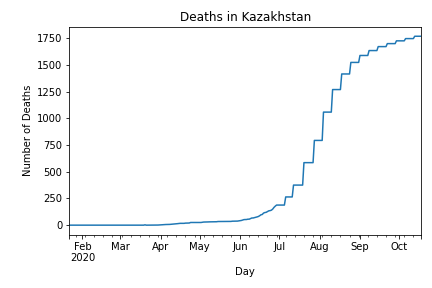 Deaths in Kazakhstan
Number of Deaths
1750
1500
1250
1000
750
500
250
0
Feb Mar Apr May Jun Jul Aug Sep Oct
2020
Day